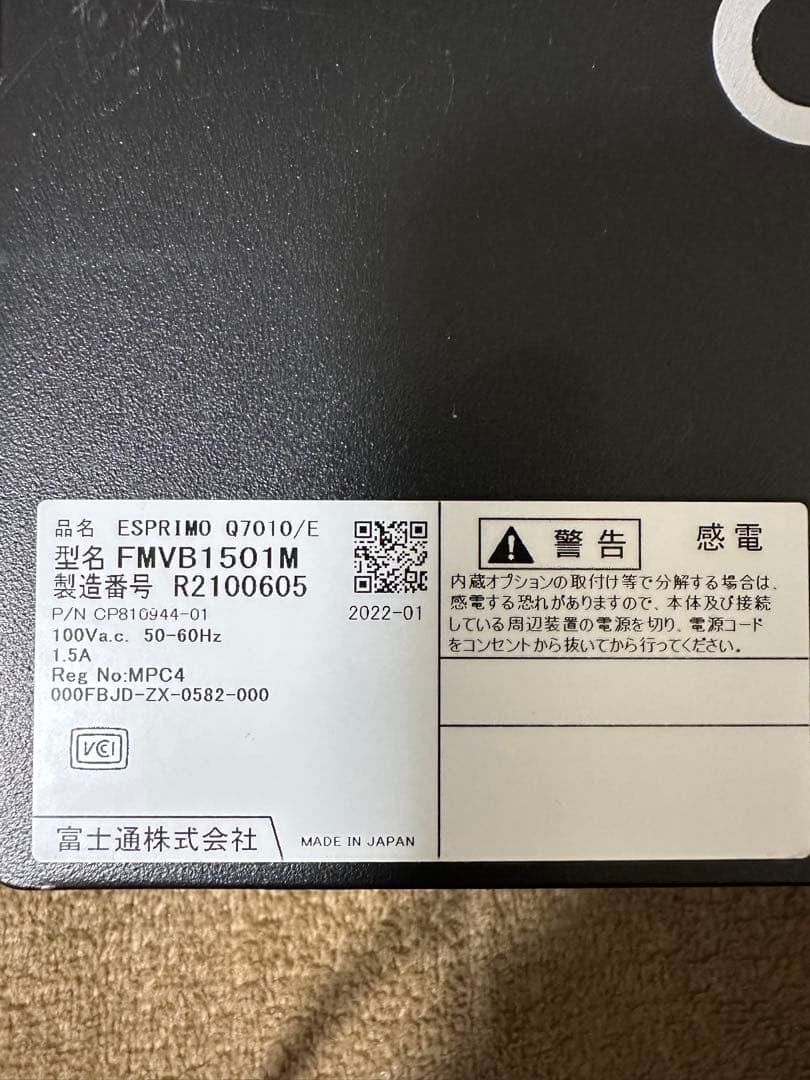 品名 ESPRIMO Q7010/E
型名 FMVB1501M
製造番号 R2100605
P/N CP810944-01
2022-01
100Va.c. 50-60Hz
1.5A
Reg No:MPC4
000FBJD-ZX-0582-000
VCCI
富士通株式会社
MADE IN JAPAN
警告 感電
内蔵オプションの取付け等で分解する場合は、
感電する恐れがありますので、本体及び接続
している周辺装置の電源を切り、電源コード
をコンセントから抜いてから行ってください。